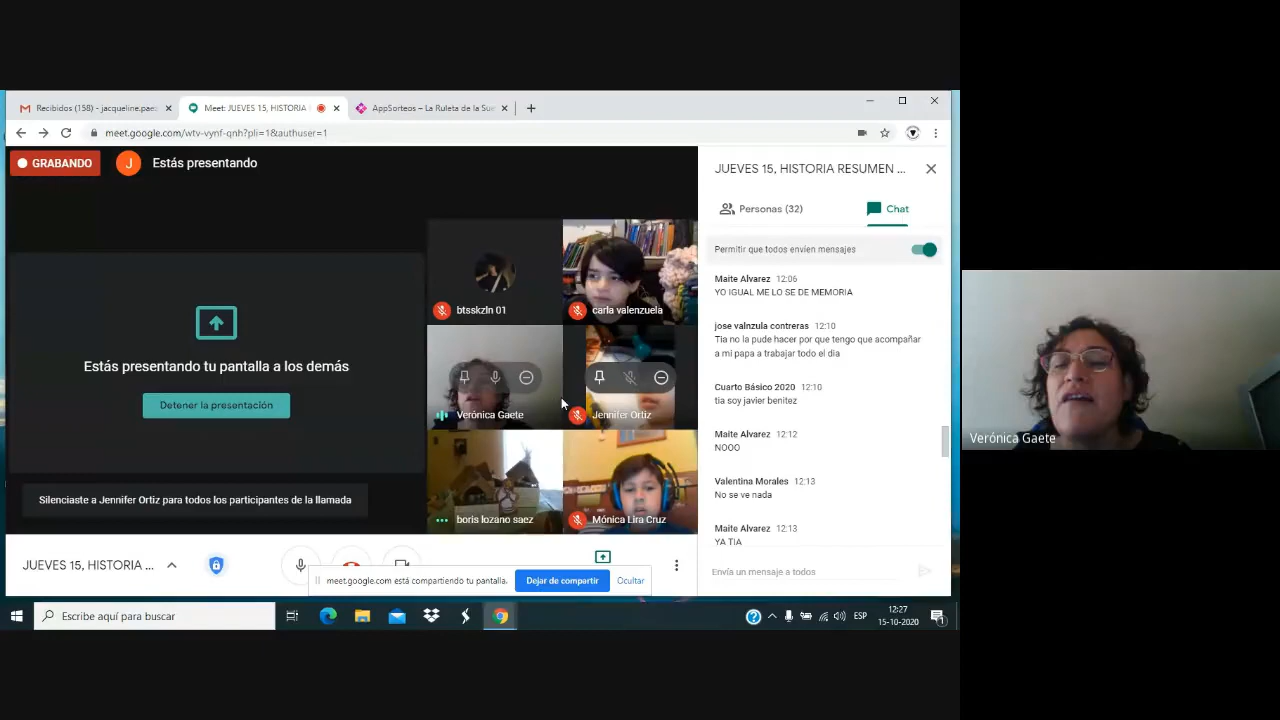 Recibidos (158) - jacqueline.pae
Meet: JUEVES 15, HISTORIA
AppSorteos – La Ruleta de la Sue
meet.google.com/wtv-vynf-qnh?pli=1&authuser=1
GRABANDO
J
Estás presentando
Estás presentando tu pantalla a los demás
Detener la presentación
Silenciaste a Jennifer Ortiz para todos los participantes de la llamada
btsskzln 01
carla valenzuela
Verónica Gaete
Jennifer Ortiz
boris lozano saez
Mónica Lira Cruz
JUEVES 15, HISTORIA RESUMEN ...
Personas (32)
Chat
Permitir que todos envíen mensajes
Maite Alvarez 12:06
YO IGUAL ME LO SE DE MEMORIA
jose valnzula contreras 12:10
Tia no la pude hacer por que tengo que acompañar
a mi papa a trabajar todo el dia
Cuarto Básico 2020 12:10
tia soy javier benitez
Maite Alvarez 12:12
NOOO
Valentina Morales 12:13
No se ve nada
Maite Alvarez 12:13
YA TIA
Envía un mensaje a todos
JUEVES 15, HISTORIA ...
meet.google.com está compartiendo tu pantalla.
Dejar de compartir
Ocultar
Escribe aquí para buscar
ESP
12:27
15-10-2020
1
Verónica Gaete